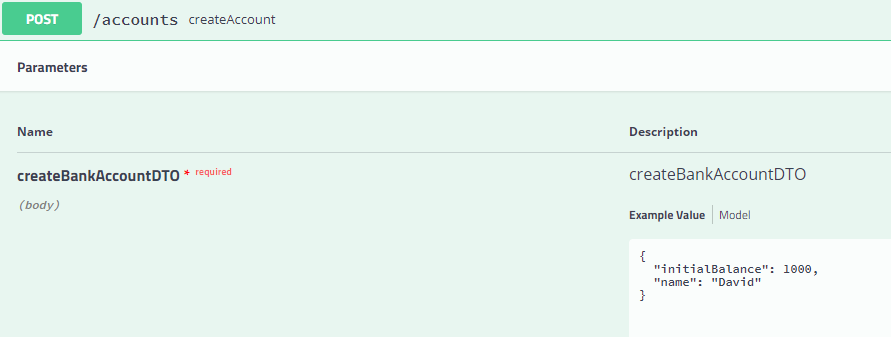 POST /accounts createAccount
Parameters
Name Description
createBankAccountDTO * required createBankAccountDTO
(body)
Example Value Model
{
"initialBalance": 1000,
"name": "David"
}